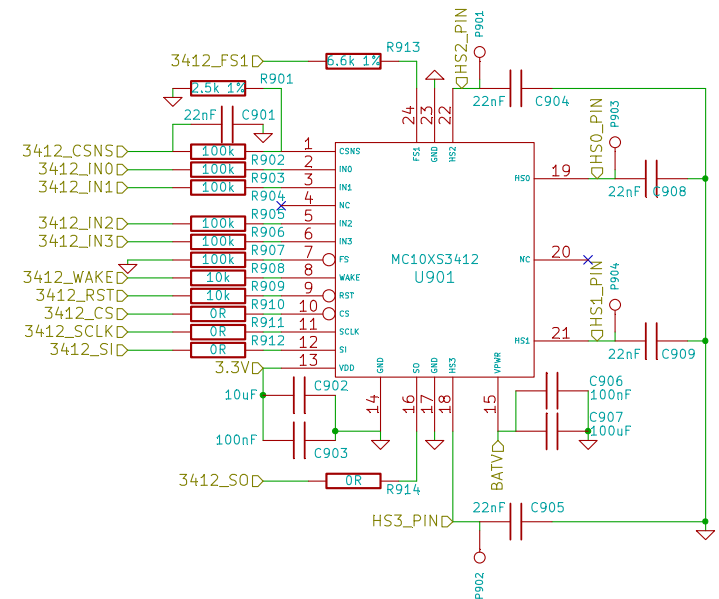 HS2_PIN
P901
3412_FS1
6.6k 1%
R913
2.5k 1%
R901
22nF
C901
22nF
C904
24
23
22
FS1
GND
HS2
HS0_PIN
P903
3412_CSNS
100k
1
CSNS
R902
3412_IN0
100k
2
IN0
R903
3412_IN1
100k
3
IN1
R904
4
NC
R905
3412_IN2
100k
5
IN2
R906
3412_IN3
100k
6
IN3
R907
100k
7
FS
R908
3412_WAKE
10k
8
WAKE
R909
3412_RST
10k
9
RST
R910
3412_CS
0R
10
CS
R911
3412_SCLK
0R
11
SCLK
R912
3412_SI
0R
12
SI
3.3V
13
VDD
MC10XS3412
U901
HS0
19
22nF
C908
NC
20
HS1_PIN
P904
HS1
21
22nF
C909
GND
SO
GND
HS3
VPWR
14
16
17
18
15
10uF
C902
100nF
C903
C906
100nF
C907
100uF
BATV
3412_SO
0R
R914
HS3_PIN
22nF
C905
P902